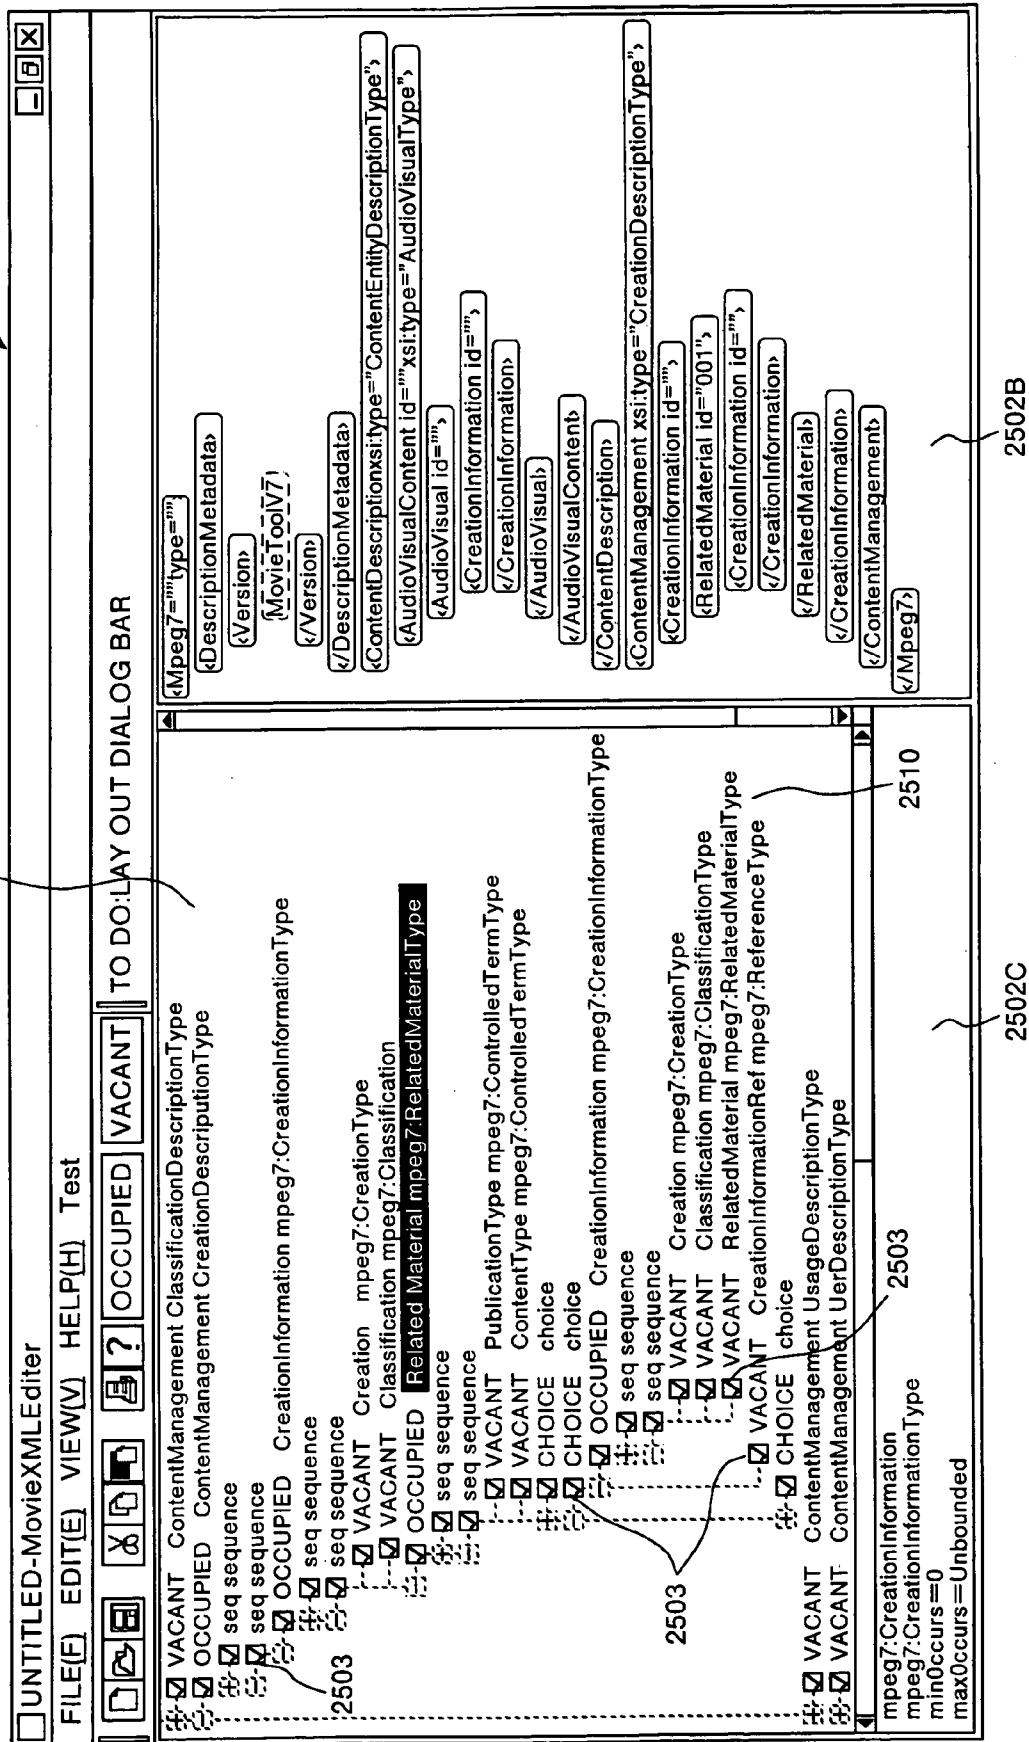 UNTITLED-MovieXMLEditer
FILE(F) EDIT(E) VIEW(V) HELP(H) Test
? OCCUPIED VACANT TO DO:LAY OUT DIALOG BAR
VACANT ContentManagement ClassificationDescriptionType
OCCUPIED ContentManagement CreationDescriputionType
seq sequence
seq sequence
OCCUPIED CreationInformation mpeg7:CreationInformationType
seq sequence
seq sequence
VACANT Creation mpeg7:CreationType
VACANT Classification mpeg7:Classification
OCCUPIED Related Material mpeg7:RelatedMaterialType
seq sequence
seq sequence
VACANT PublicationType mpeg7:ControlledTermType
VACANT ContentType mpeg7:ControlledTermType
CHOICE choice
CHOICE choice
OCCUPIED CreationInformation mpeg7:CreationInformationType
seq sequence
seq sequence
VACANT Creation mpeg7:CreationType
VACANT Classification mpeg7:ClassificationType
VACANT RelatedMaterial mpeg7:RelatedMaterialType
VACANT CreationInformationRef mpeg7:ReferenceType
CHOICE choice
VACANT ContentManagement UsageDescriptionType
VACANT ContentManagement UerDescriptionType
2503
2503
2503
2510
mpeg7:CreationInformation
mpeg7:CreationInformationType
min0ccurs=0
max0ccurs=Unbounded
2502C
<Mpeg7=""type="">
<DescriptionMetadata>
<Version>
MovieToolV7
</Version>
</DescriptionMetadata>
<ContentDescriptionxsi:type="ContentEntityDescriptionType">
<AudioVisualContent id=""xsi:type="AudioVisualType">
<AudioVisual id="">
<CreationInformation id="">
</CreationInformation>
</AudioVisual>
</AudioVisualContent>
</ContentDescription>
<ContentManagement xsi:type="CreationDescriptionType">
<CreationInformation id="">
<RelatedMaterial id="001">
<CreationInformation id="">
</CreationInformation>
</RelatedMaterial>
</CreationInformation>
</ContentManagement>
</Mpeg7>
2502B